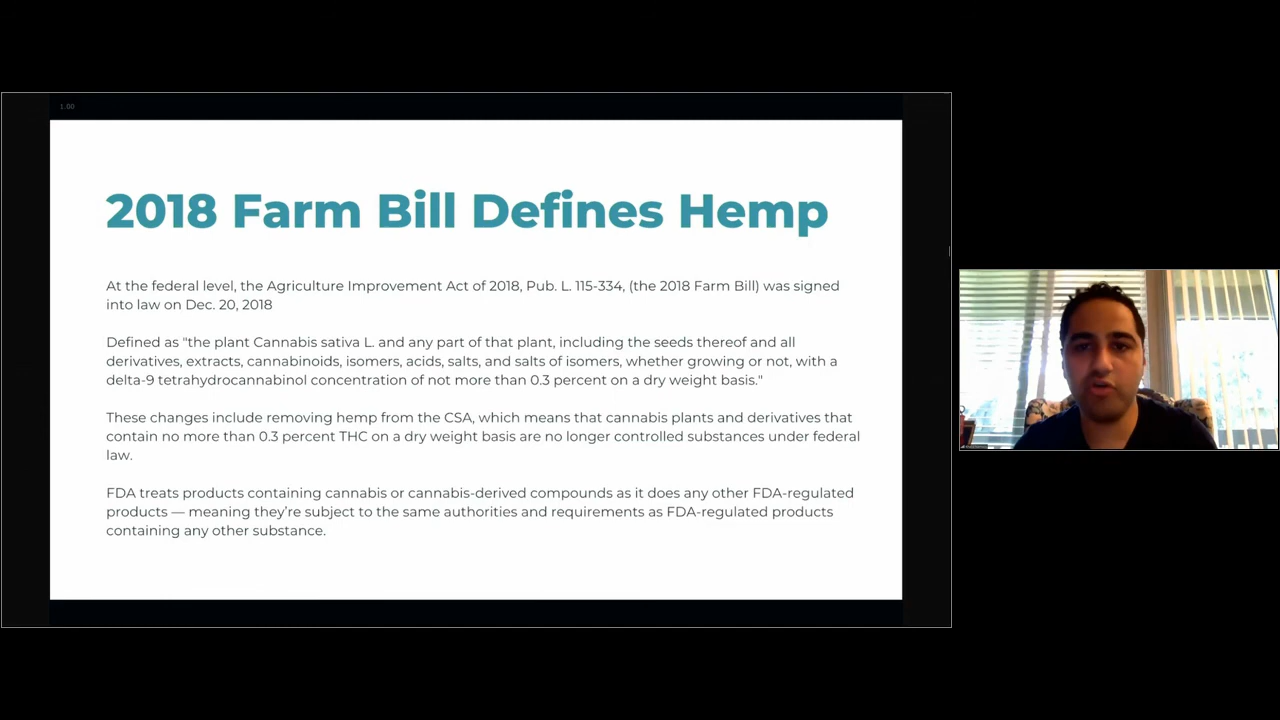 1.00
2018 Farm Bill Defines Hemp
At the federal level, the Agriculture Improvement Act of 2018, Pub. L. 115-334, (the 2018 Farm Bill) was signed
into law on Dec. 20, 2018
Defined as "the plant Cannabis sativa L. and any part of that plant, including the seeds thereof and all
derivatives, extracts, cannabinoids, isomers, acids, salts, and salts of isomers, whether growing or not, with a
delta-9 tetrahydrocannabinol concentration of not more than 0.3 percent on a dry weight basis."
These changes include removing hemp from the CSA, which means that cannabis plants and derivatives that
contain no more than 0.3 percent THC on a dry weight basis are no longer controlled substances under federal
law.
FDA treats products containing cannabis or cannabis-derived compounds as it does any other FDA-regulated
products — meaning they’re subject to the same authorities and requirements as FDA-regulated products
containing any other substance.